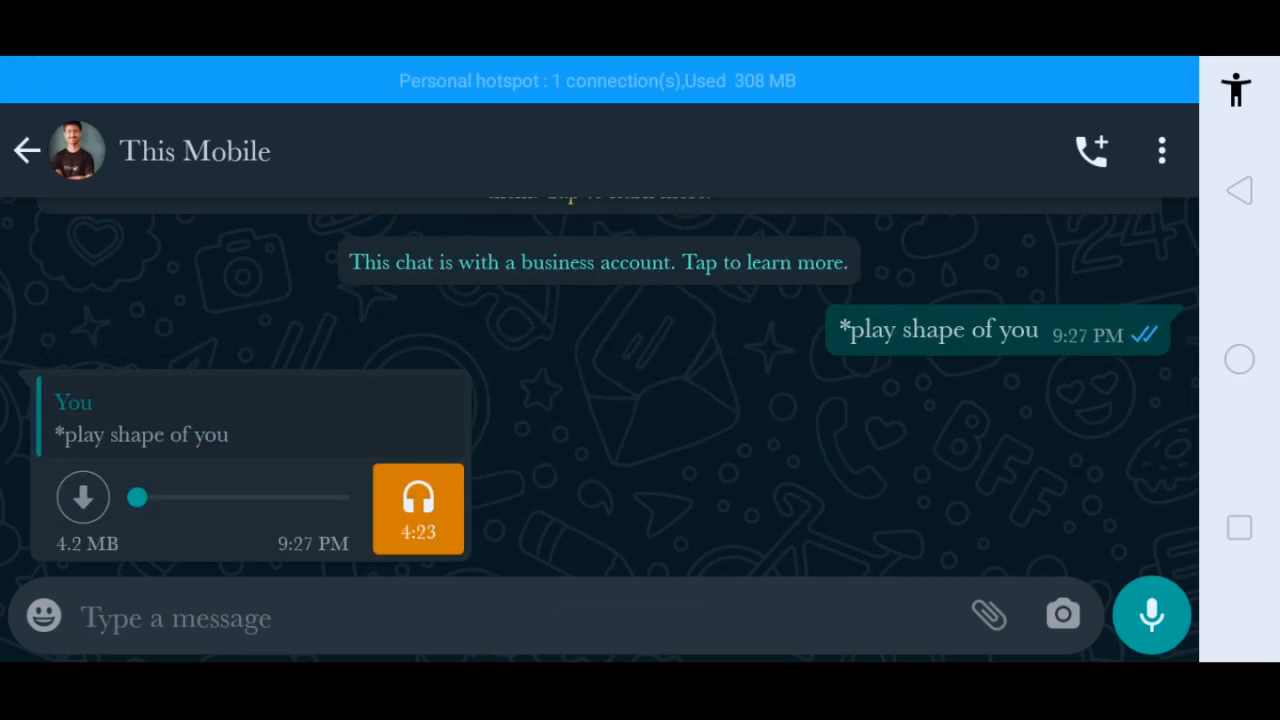 Personal hotspot : 1 connection(s),Used 308 MB
This Mobile
This chat is with a business account. Tap to learn more.
*play shape of you 9:27 PM
You
*play shape of you
4.2 MB 9:27 PM 4:23
Type a message